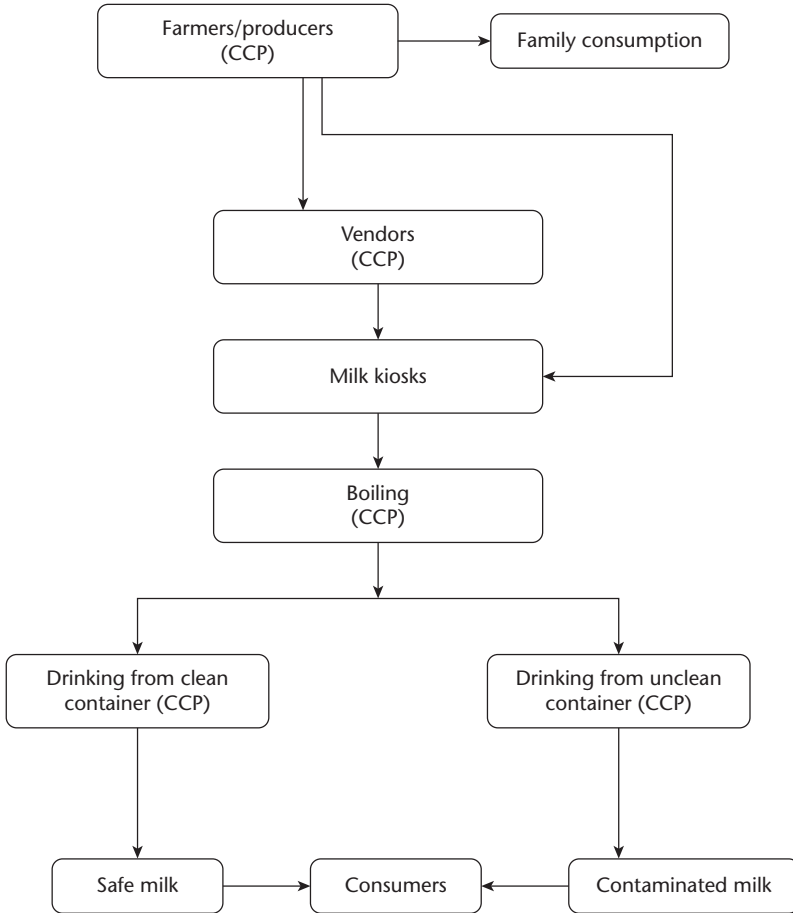 Farmers/producers
(CCP)
Family consumption
Vendors
(CCP)
Milk kiosks
Boiling
(CCP)
Drinking from clean
container (CCP)
Drinking from unclean
container (CCP)
Safe milk
Consumers
Contaminated milk